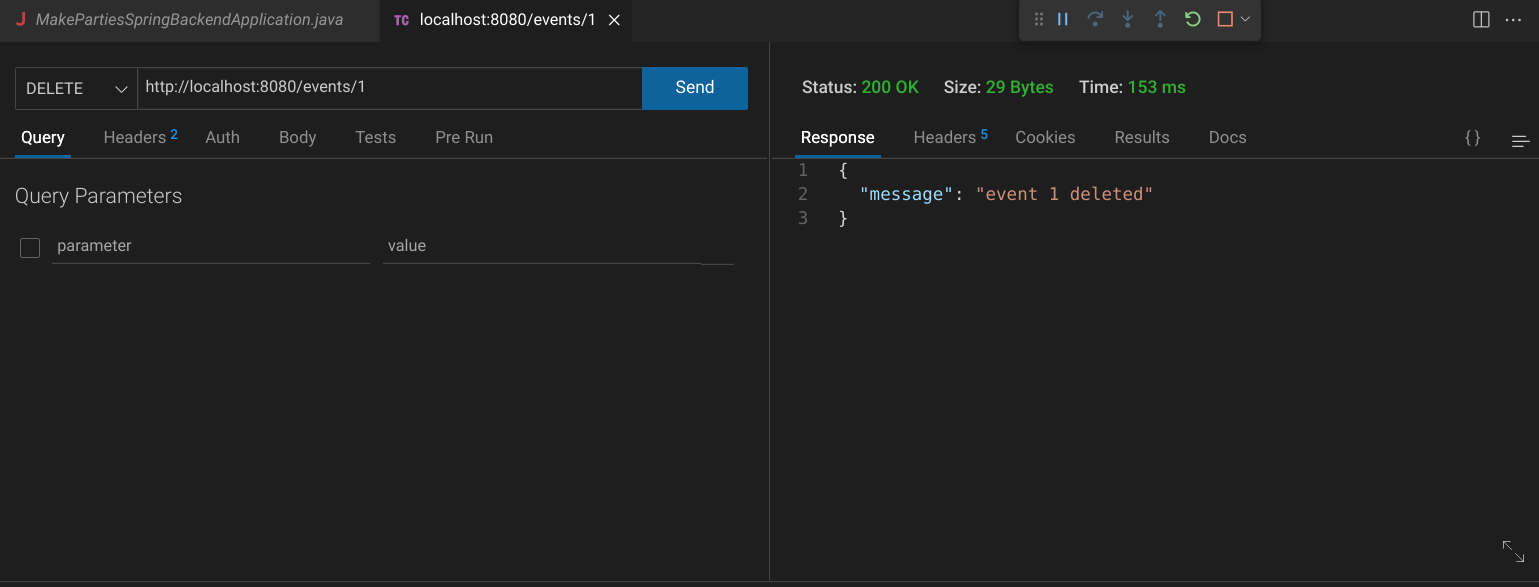 J MakePartiesSpringBackendApplication.java
TC localhost:8080/events/1
DELETE http://localhost:8080/events/1 Send
Query Headers 2 Auth Body Tests Pre Run
Query Parameters
parameter value
Status: 200 OK Size: 29 Bytes Time: 153 ms
Response Headers 5 Cookies Results Docs {}
1 {
2 "message": "event 1 deleted"
3 }